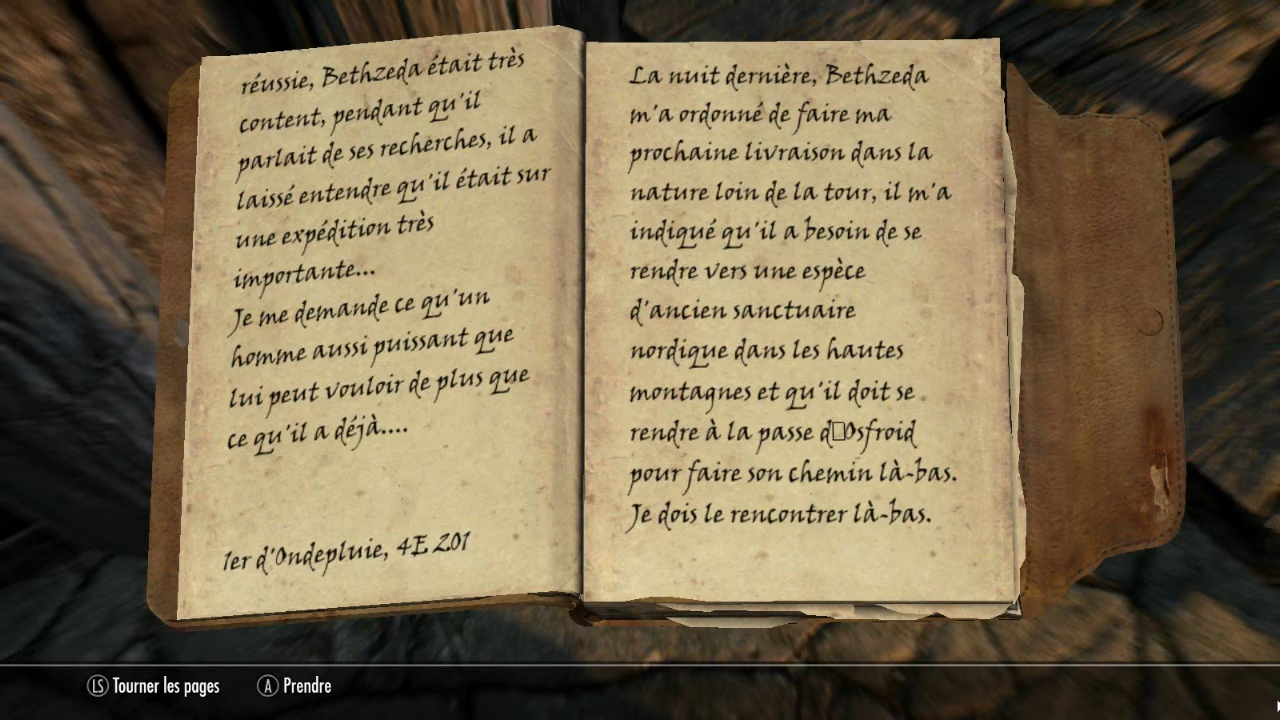 réussie, Bethzeda était très
content, pendant qu'il
parlait de ses recherches, il a
laissé entendre qu'il était sur
une expédition très
importante...
Je me demande ce qu'un
homme aussi puissant que
lui peut vouloir de plus que
ce qu'il a déjà....
1er d'Ondepluie, 4E 201
La nuit dernière, Bethzeda
m'a ordonné de faire ma
prochaine livraison dans la
nature loin de la tour, il m'a
indiqué qu'il a besoin de se
rendre vers une espèce
d'ancien sanctuaire
nordique dans les hautes
montagnes et qu'il doit se
rendre à la passe d□Osfroid
pour faire son chemin là-bas.
Je dois le rencontrer là-bas.
LS Tourner les pages
A Prendre